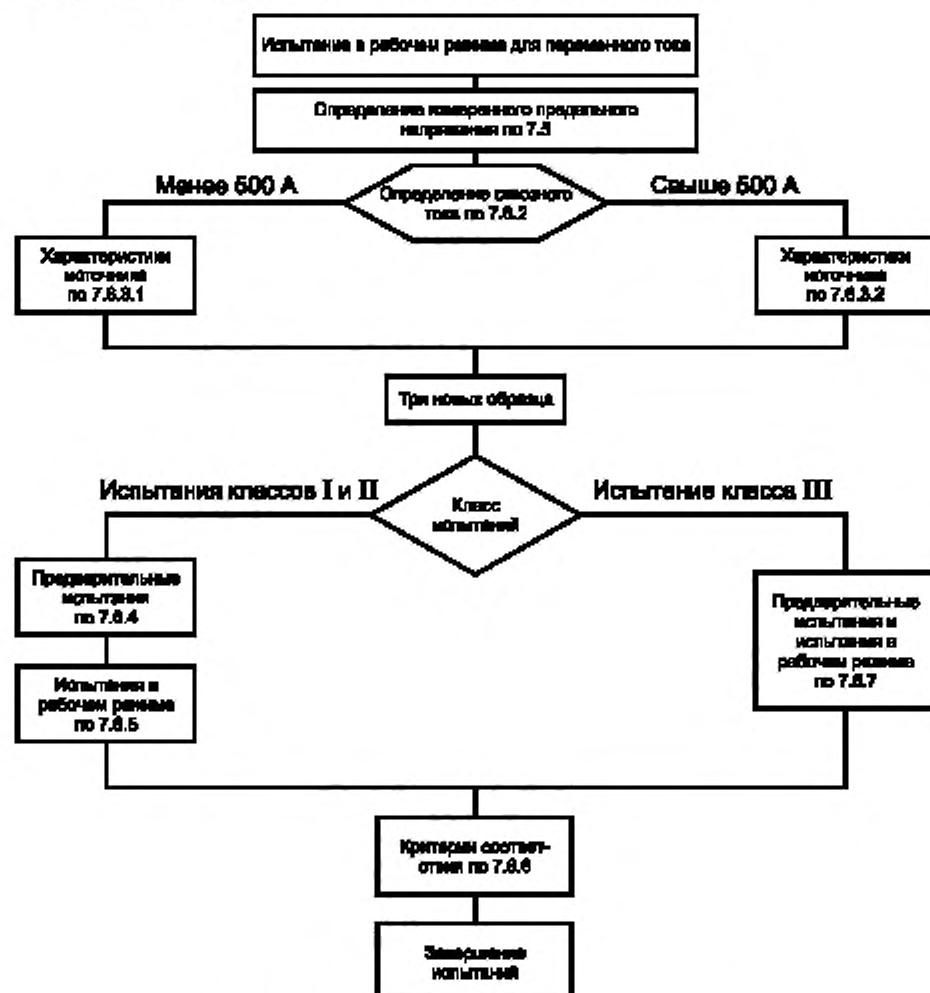 Испытание в рабочем режиме для переменного тока
Определение измеренного предельного
напряжения по 7.5
Менее 500 А
Определение сквозного
тока по 7.6.2
Свыше 500 А
Характеристики
источника
по 7.6.3.1
Характеристики
источника
по 7.6.3.2
Три новых образца
Испытания классов I и II
Класс
испытаний
Испытание класса III
Предварительные
испытания
по 7.6.4
Испытания в
рабочем режиме
по 7.6.5
Предварительные
испытания и
испытания в
рабочем режиме
по 7.6.7
Критерии соответ-
ствия по 7.6.6
Завершение
испытаний